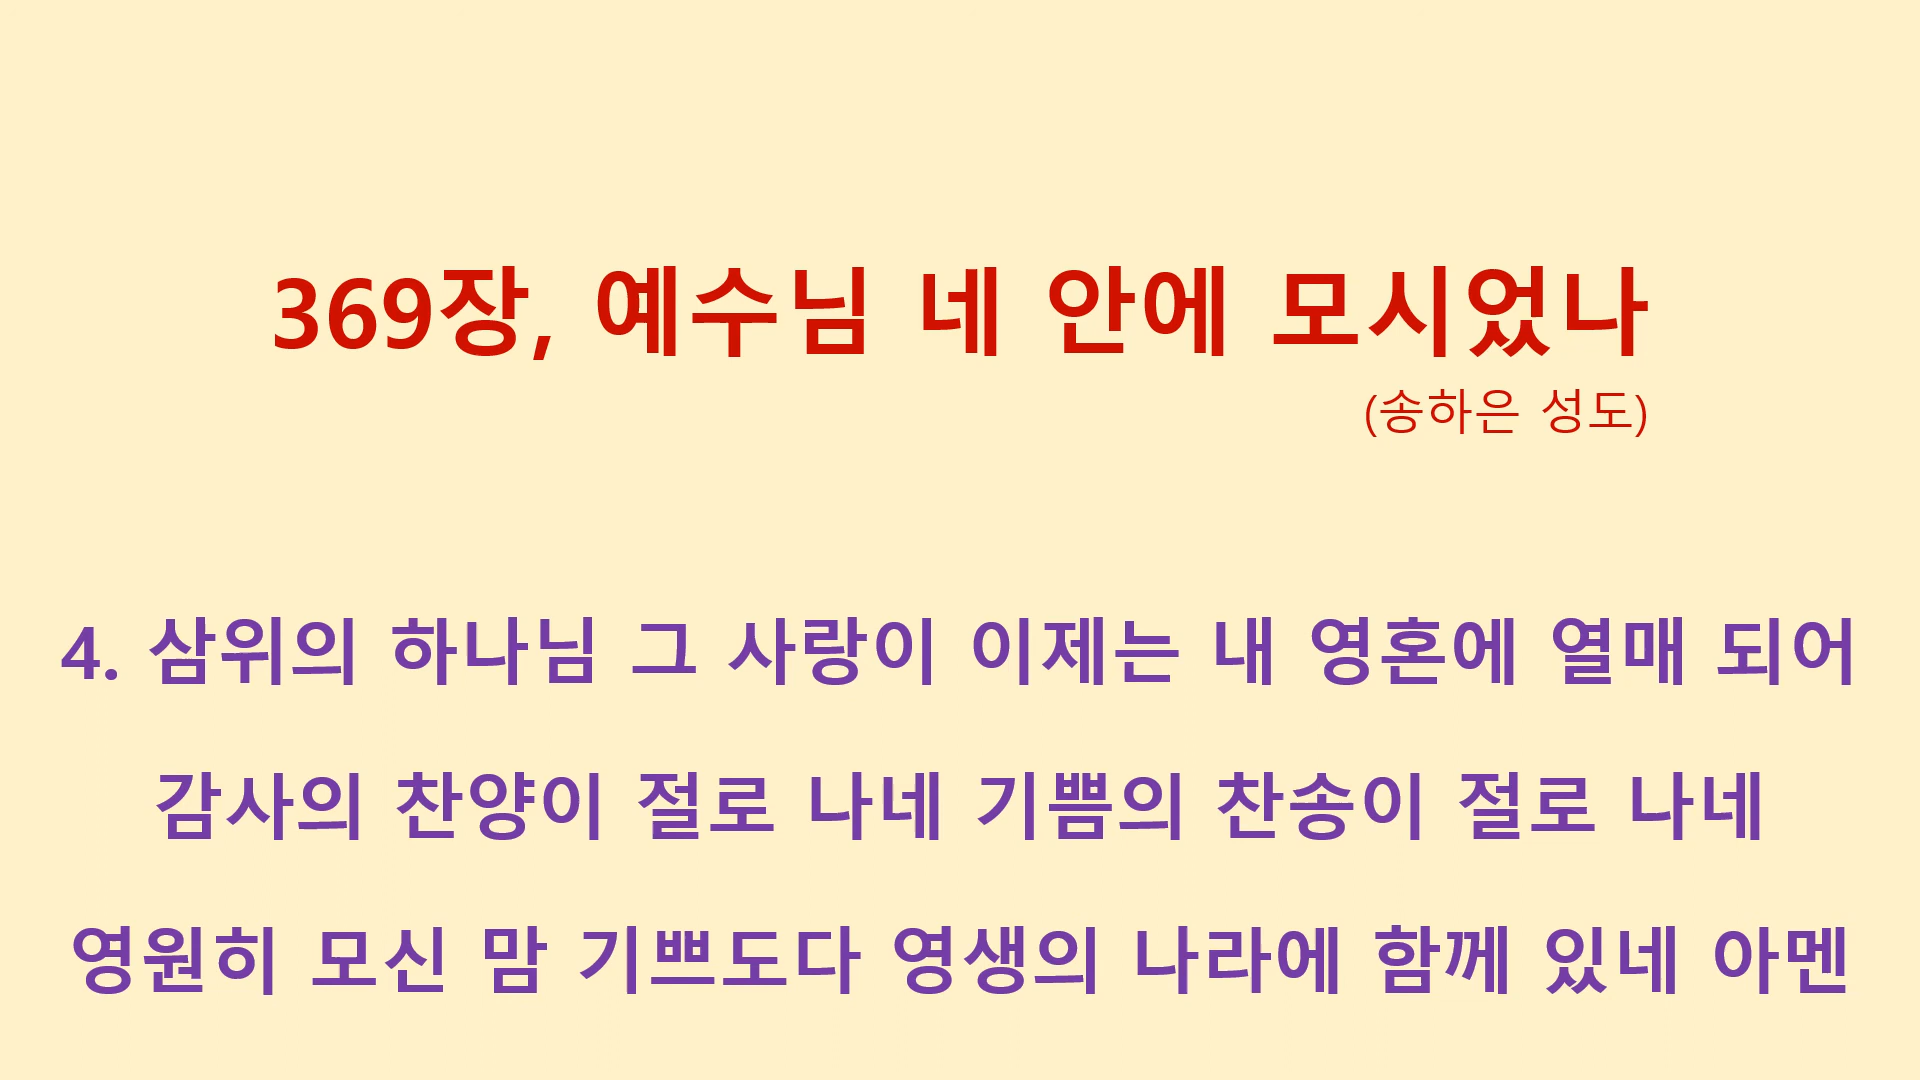 369장, 예수님 네 안에 모시었나
(송하은 성도)
4. 삼위의 하나님 그 사랑이 이제는 내 영혼에 열매 되어
감사의 찬양이 절로 나네 기쁨의 찬송이 절로 나네
영원히 모신 맘 기쁘도다 영생의 나라에 함께 있네 아멘